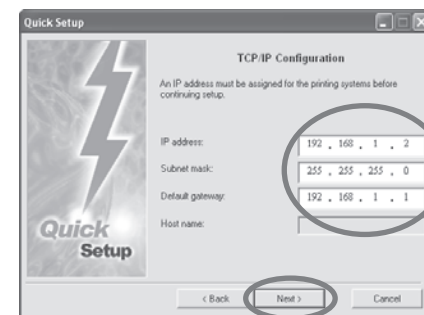 Quick Setup
TCP/IP Configuration
An IP address must be assigned for the printing systems before
continuing setup.
IP address: 192 . 168 . 1 . 2
Subnet mask: 255 . 255 . 255 . 0
Default gateway: 192 . 168 . 1 . 1
Host name:
Quick
Setup
< Back Next > Cancel